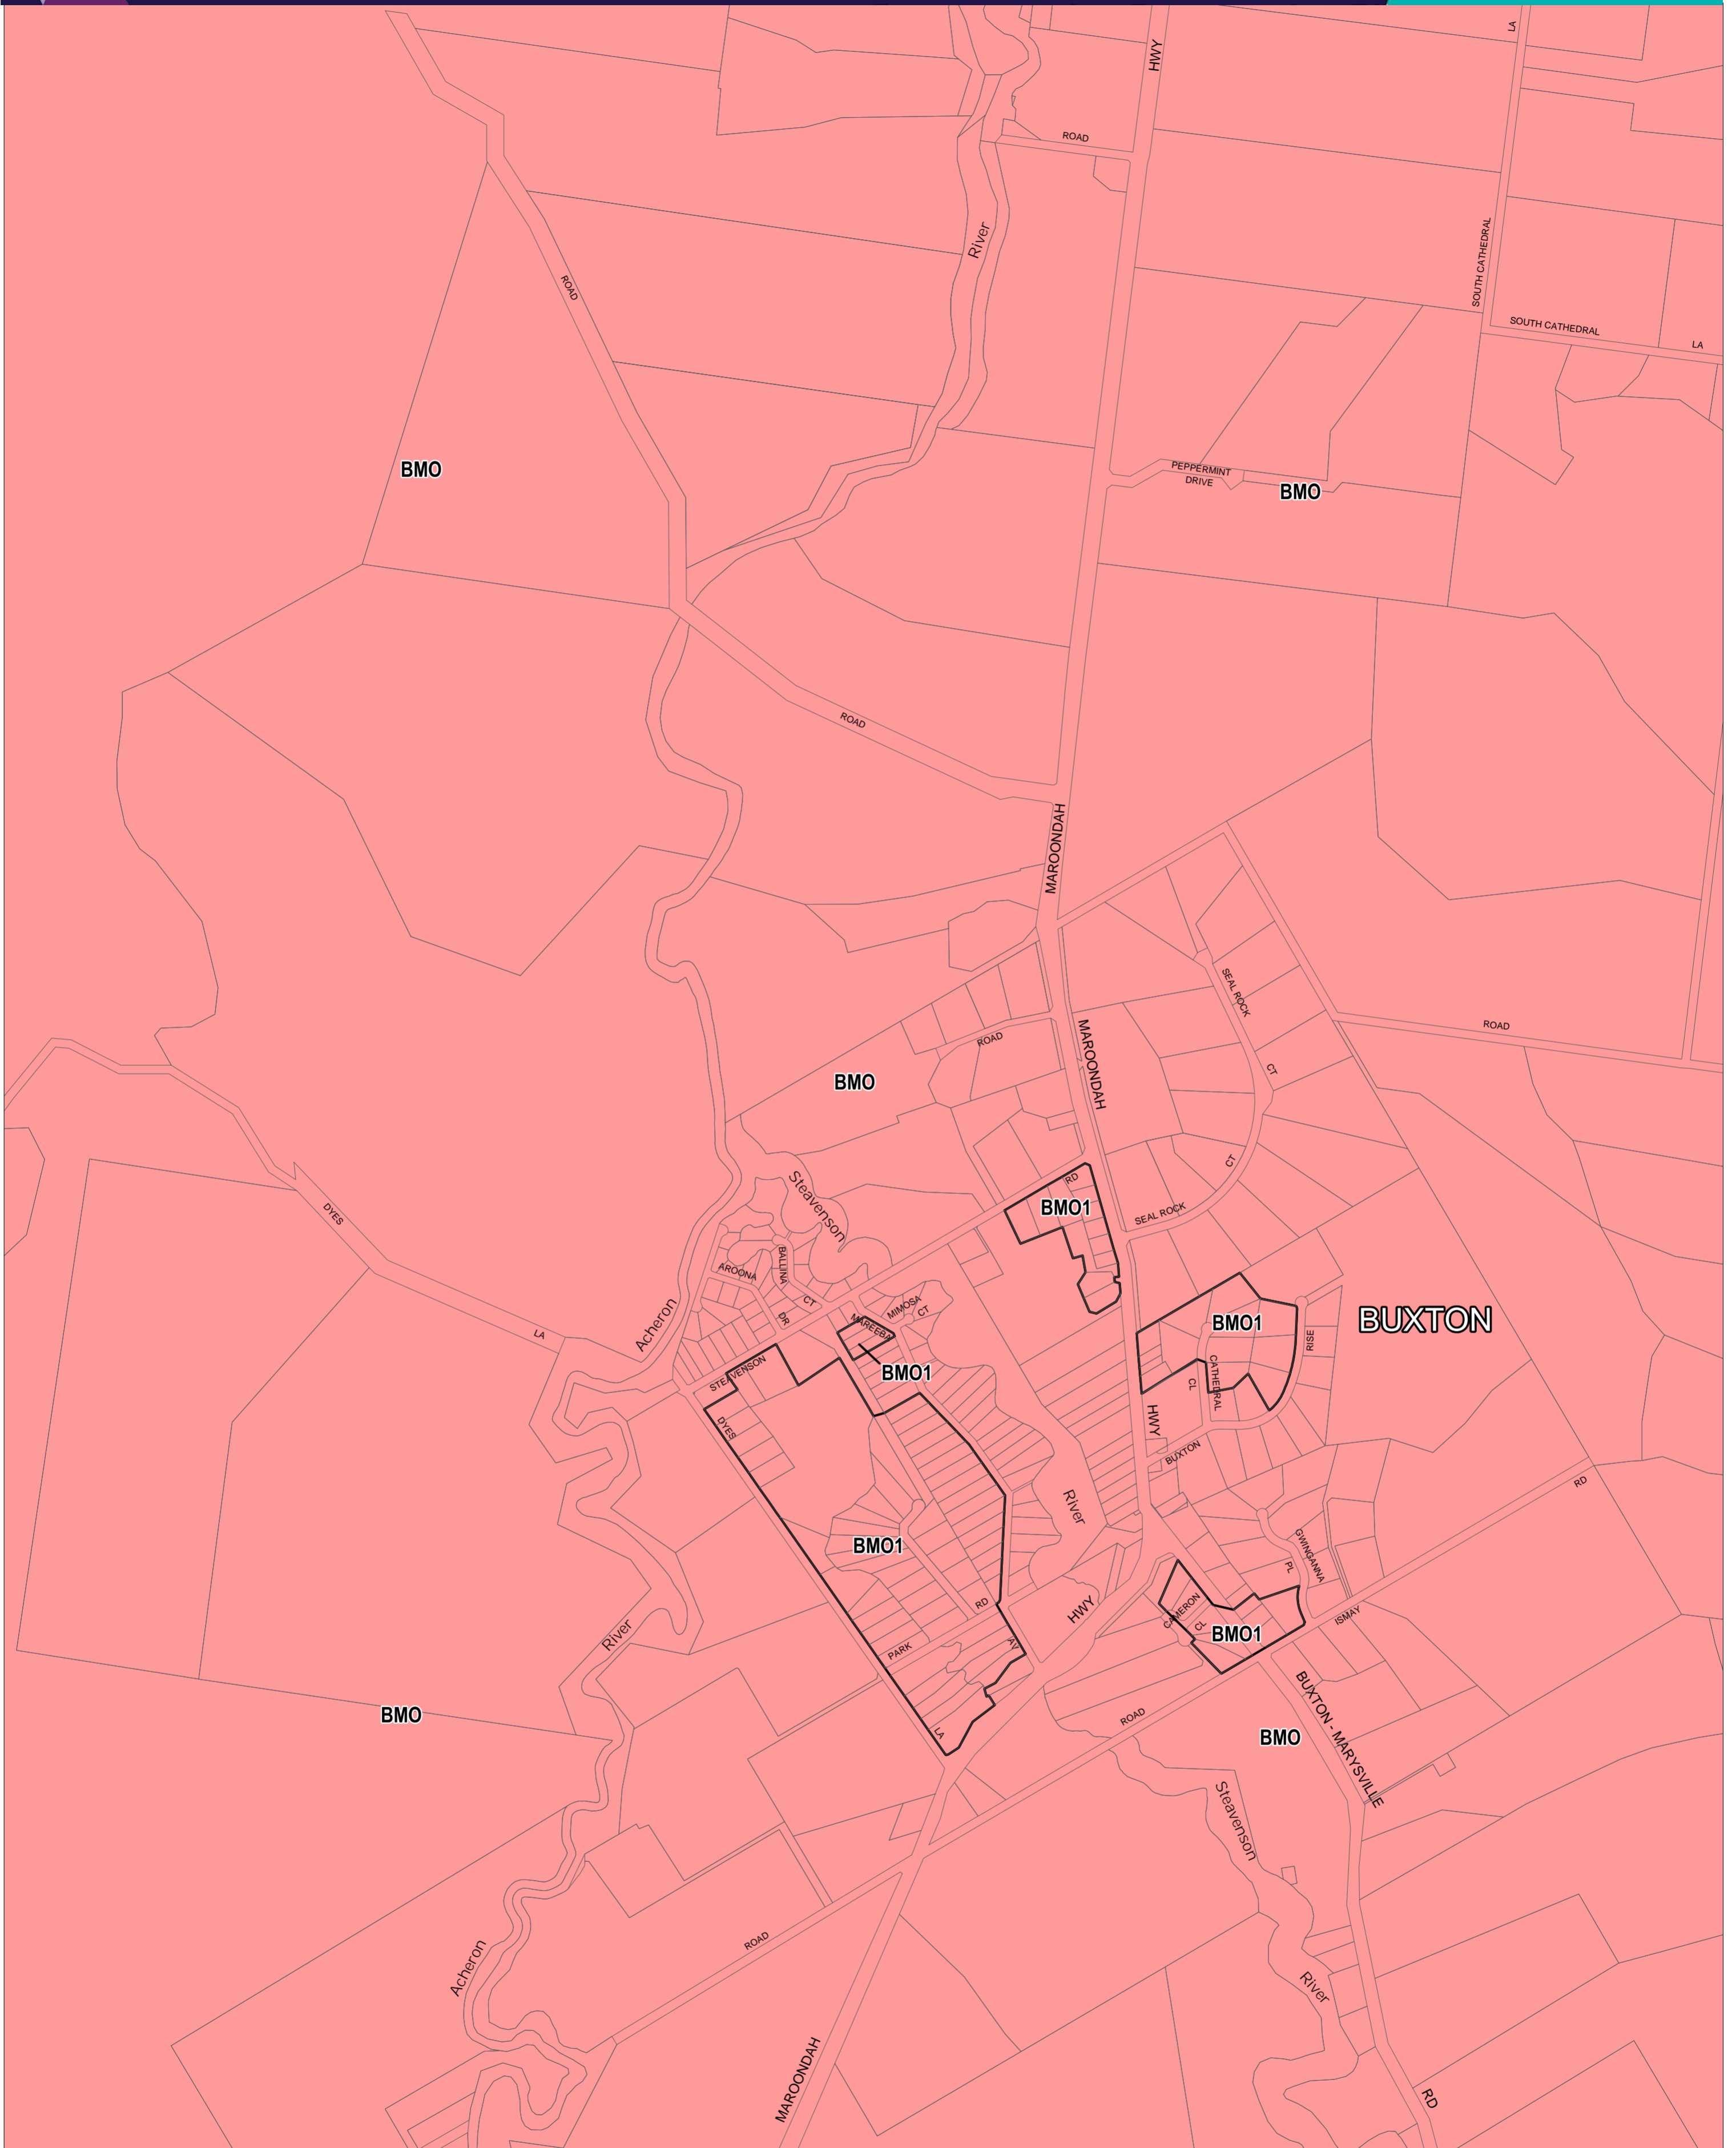 LA
HWY
ROAD
River
SOUTH CATHEDRAL
ROAD
SOUTH CATHEDRAL
LA
BMO
PEPPERMINT
DRIVE
BMO
ROAD
MAROONDAH
SEAL ROCK
ROAD
ROAD
MAROONDAH
CT
BMO
CT
Steavenson
RD
BMO1
DYES
SEAL ROCK
AROONA
BALLINA
CT
DR
MIMOSA
CT
MAREEBA
Acheron
LA
BMO1
BUXTON
RISE
BMO1
STEAVENSON
CATHEDRAL
CL
DYES
HWY
BUXTON
RD
River
BMO1
GWINGANNA
PL
RD
HWY
CAMERON
CL
ISMAY
BMO1
River
PARK
AV
BMO
LA
ROAD
BUXTON - MARYSVILLE
BMO
Steavenson
ROAD
Acheron
River
MAROONDAH
RD